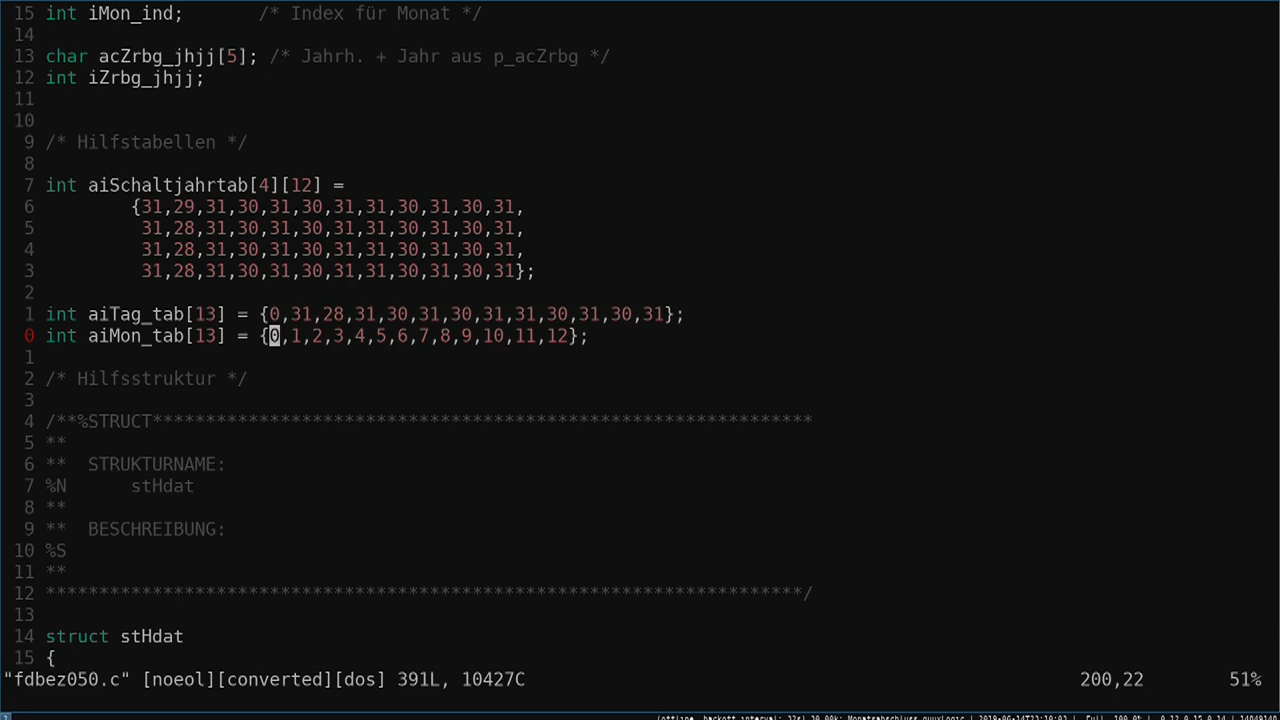 15 int iMon_ind;       /* Index für Monat */
14
13 char acZrbg_jhjj[5]; /* Jahrh. + Jahr aus p_acZrbg */
12 int iZrbg_jhjj;
11
10
9 /* Hilfstabellen */
8
7 int aiSchaltjahrtab[4][12] =
6         {31,29,31,30,31,30,31,31,30,31,30,31,
5          31,28,31,30,31,30,31,31,30,31,30,31,
4          31,28,31,30,31,30,31,31,30,31,30,31,
3          31,28,31,30,31,30,31,31,30,31,30,31};
2
1 int aiTag_tab[13] = {0,31,28,31,30,31,30,31,31,30,31,30,31};
0 int aiMon_tab[13] = {0,1,2,3,4,5,6,7,8,9,10,11,12};
1
2 /* Hilfsstruktur */
3
4 /**%STRUCT**************************************************************
5 **
6 **  STRUKTURNAME:
7 %N      stHdat
8 **
9 **  BESCHREIBUNG:
10 %S
11 **
12 ***********************************************************************/
13
14 struct stHdat
15 {
"fdbez050.c" [noeol][converted][dos] 391L, 10427C 200,22 51%